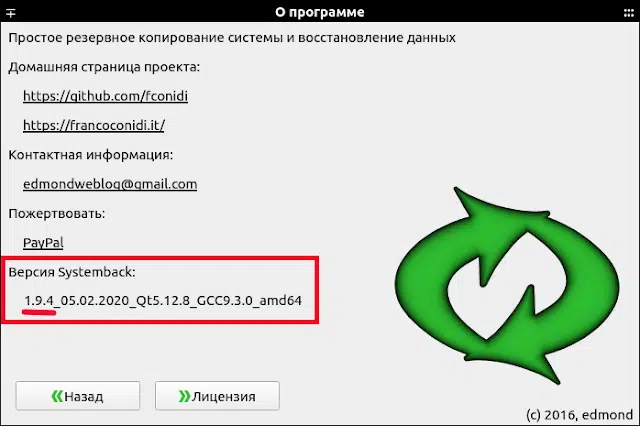 О программе
Простое резервное копирование системы и восстановление данных
Домашняя страница проекта:
https://github.com/fconidi
https://francoconidi.it/
Контактная информация:
edmondweblog@gmail.com
Пожертвовать:
PayPal
Версия Systemback:
1.9.4_05.02.2020_Qt5.12.8_GCC9.3.0_amd64
«Назад
»Лицензия
(c) 2016, edmond